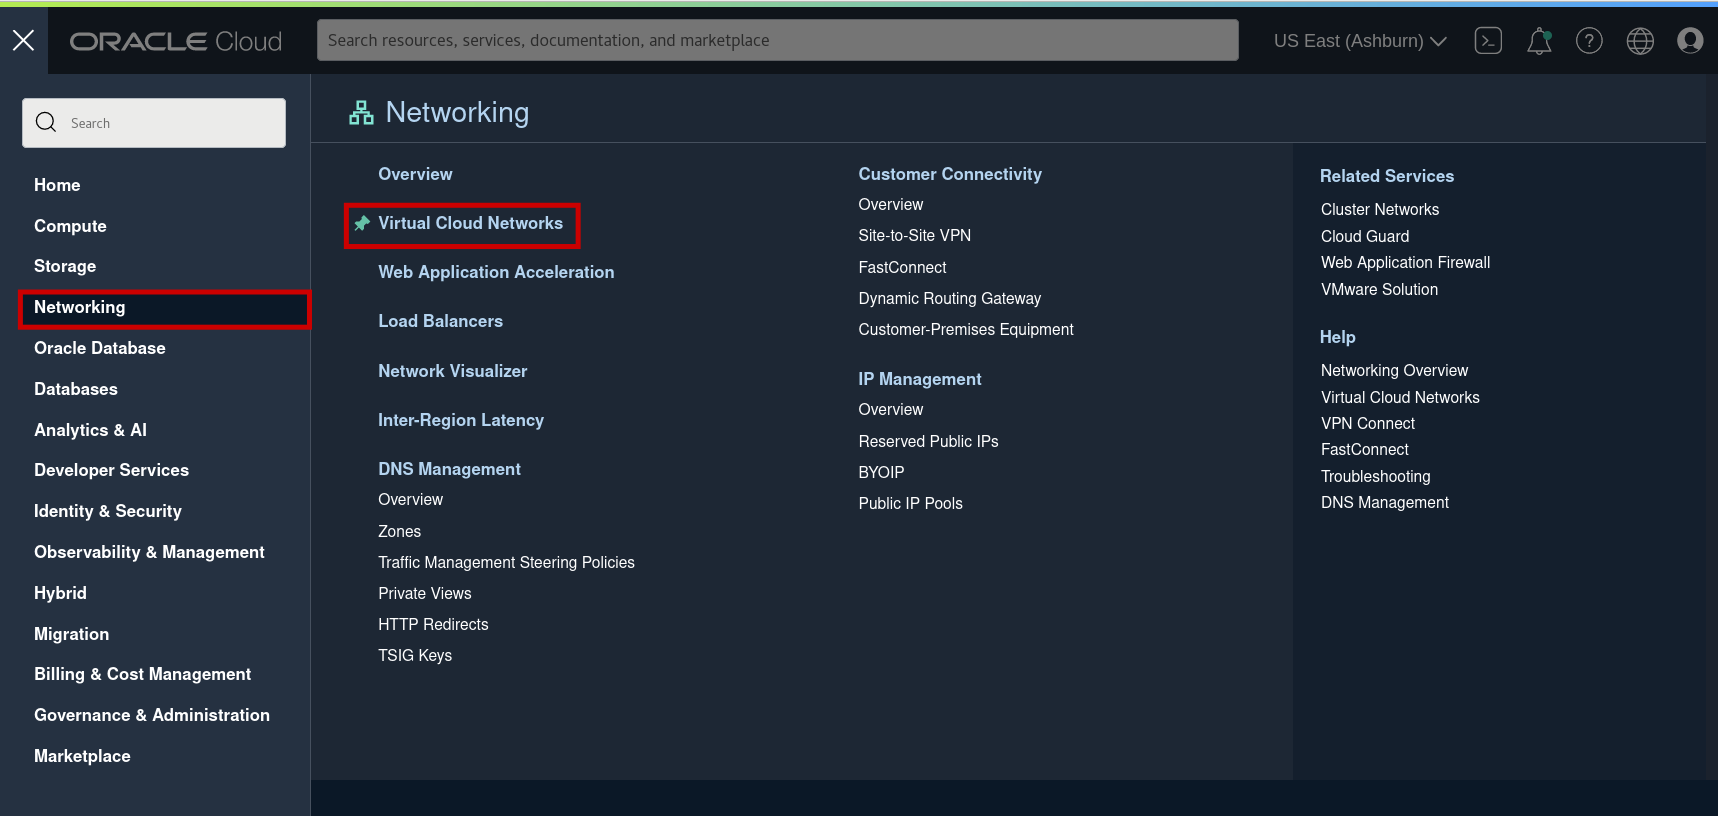 ORACLE Cloud
Search resources, services, documentation, and marketplace
US East (Ashburn)
Search
Home
Compute
Storage
Networking
Oracle Database
Databases
Analytics & AI
Developer Services
Identity & Security
Observability & Management
Hybrid
Migration
Billing & Cost Management
Governance & Administration
Marketplace
Networking
Overview
Virtual Cloud Networks
Web Application Acceleration
Load Balancers
Network Visualizer
Inter-Region Latency
DNS Management
Overview
Zones
Traffic Management Steering Policies
Private Views
HTTP Redirects
TSIG Keys
Customer Connectivity
Overview
Site-to-Site VPN
FastConnect
Dynamic Routing Gateway
Customer-Premises Equipment
IP Management
Overview
Reserved Public IPs
BYOIP
Public IP Pools
Related Services
Cluster Networks
Cloud Guard
Web Application Firewall
VMware Solution
Help
Networking Overview
Virtual Cloud Networks
VPN Connect
FastConnect
Troubleshooting
DNS Management